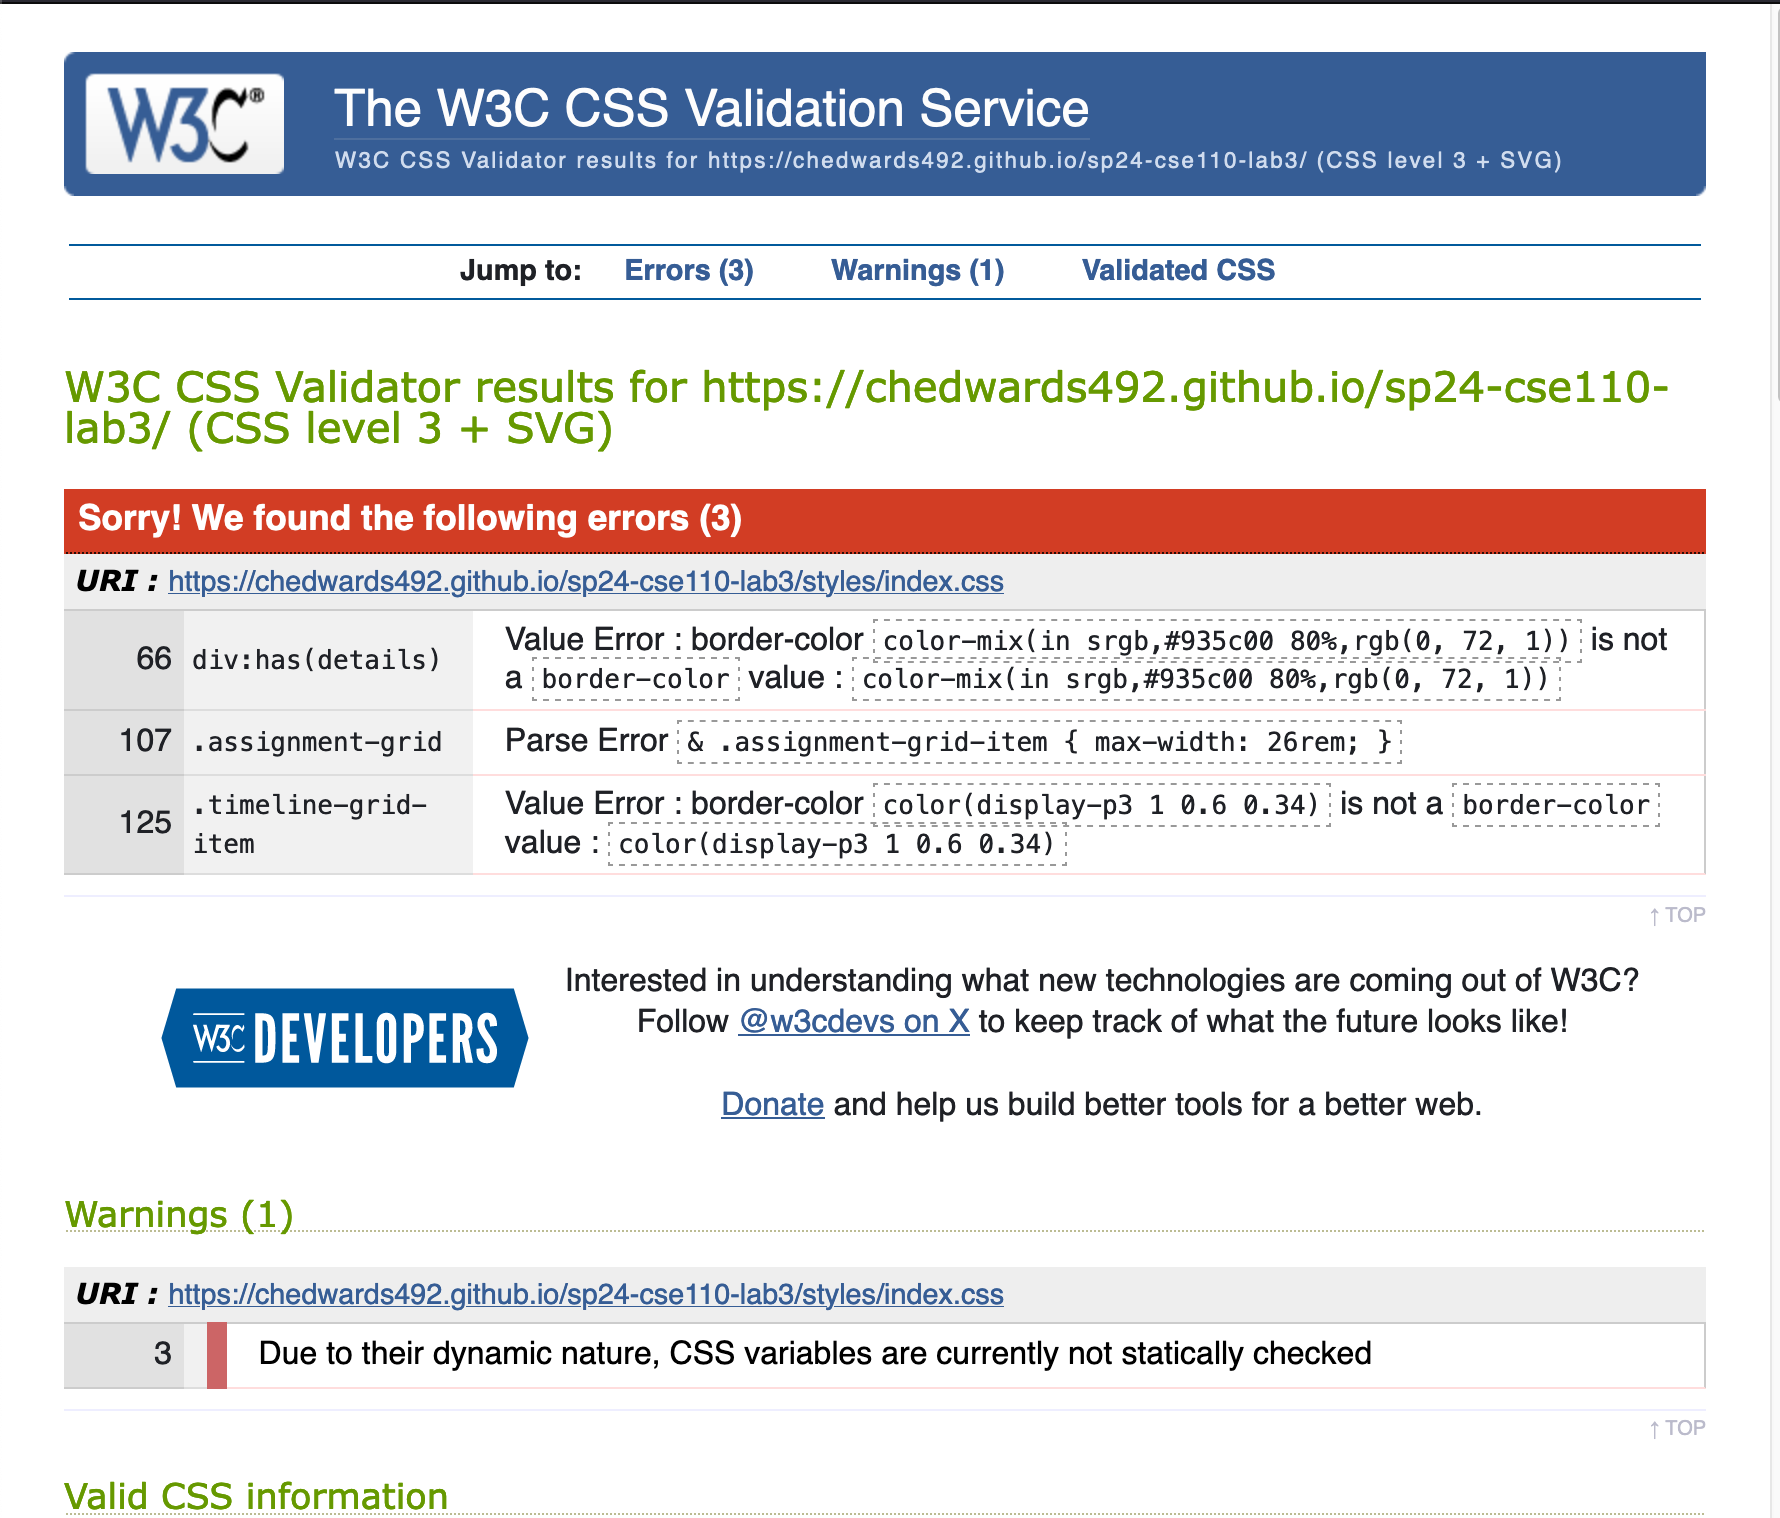 W3C®
The W3C CSS Validation Service
W3C CSS Validator results for https://chedwards492.github.io/sp24-cse110-lab3/ (CSS level 3 + SVG)
Jump to: Errors (3) Warnings (1) Validated CSS
W3C CSS Validator results for https://chedwards492.github.io/sp24-cse110-
lab3/ (CSS level 3 + SVG)
Sorry! We found the following errors (3)
URI : https://chedwards492.github.io/sp24-cse110-lab3/styles/index.css
66 div:has(details) Value Error : border-color color-mix(in srgb,#935c00 80%,rgb(0, 72, 1)) is not
a border-color value : color-mix(in srgb,#935c00 80%,rgb(0, 72, 1))
107 .assignment-grid Parse Error & .assignment-grid-item { max-width: 26rem; }
125 .timeline-grid-
item
Value Error : border-color color(display-p3 1 0.6 0.34) is not a border-color
value : color(display-p3 1 0.6 0.34)
↑ TOP
W3C DEVELOPERS
Interested in understanding what new technologies are coming out of W3C?
Follow @w3cdevs on X to keep track of what the future looks like!
Donate and help us build better tools for a better web.
Warnings (1)
URI : https://chedwards492.github.io/sp24-cse110-lab3/styles/index.css
3 Due to their dynamic nature, CSS variables are currently not statically checked
↑ TOP
Valid CSS information